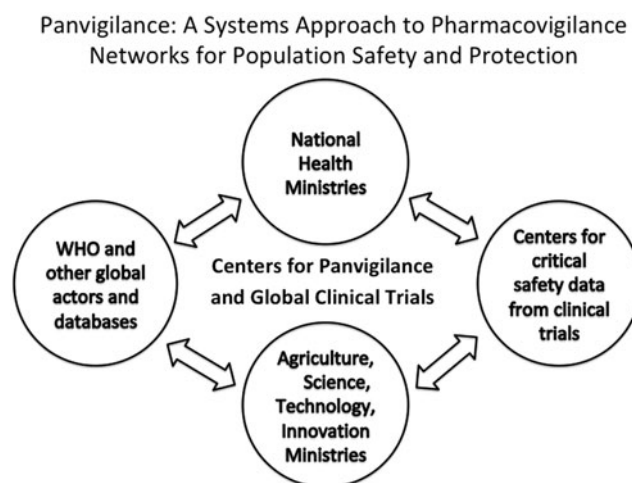 Panvigilance: A Systems Approach to Pharmacovigilance
Networks for Population Safety and Protection
National
Health
Ministries
WHO and
other global
actors and
databases
Centers for Panvigilance
and Global Clinical Trials
Centers for
critical
safety data
from clinical
trials
Agriculture,
Science,
Technology,
Innovation
Ministries